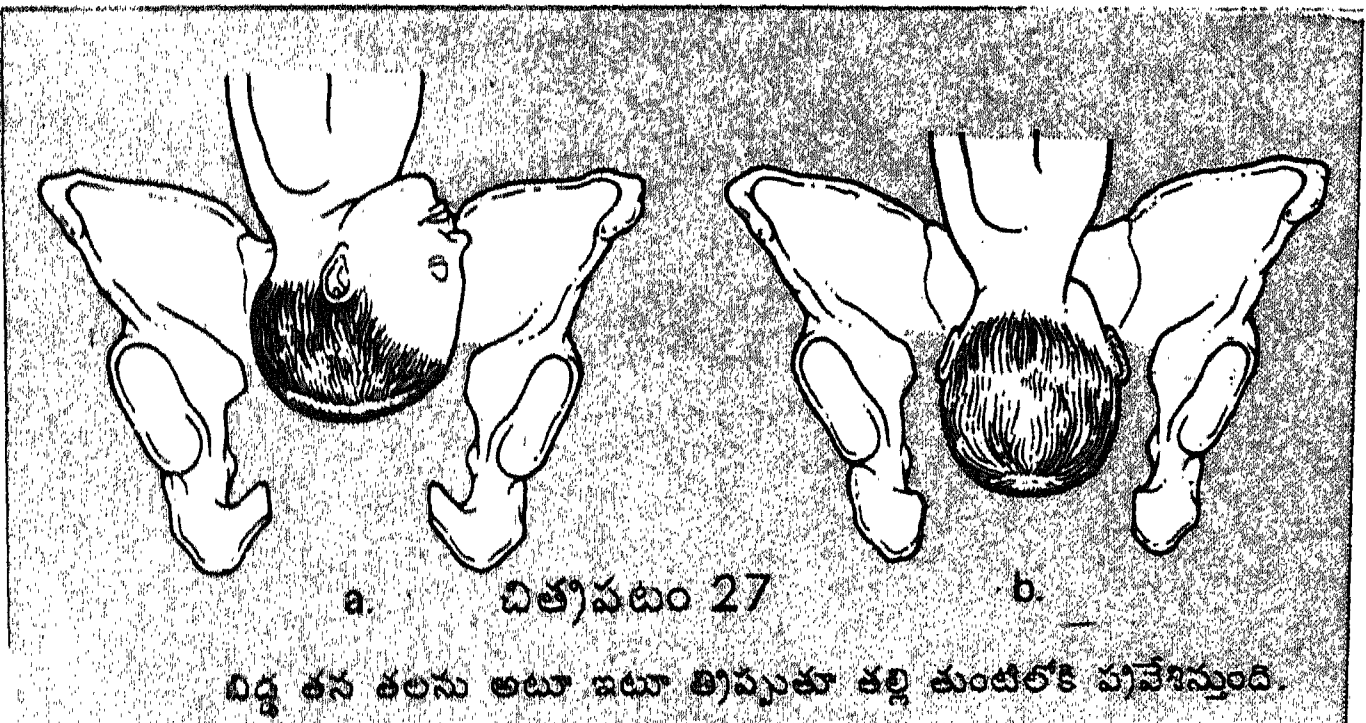 a. చిత్రపటం 27 b.
బిడ్డ తన తలను అటూ ఇటూ త్రిప్పుతూ తల్లి తుంటిలోకి ప్రవేశిస్తుంది.